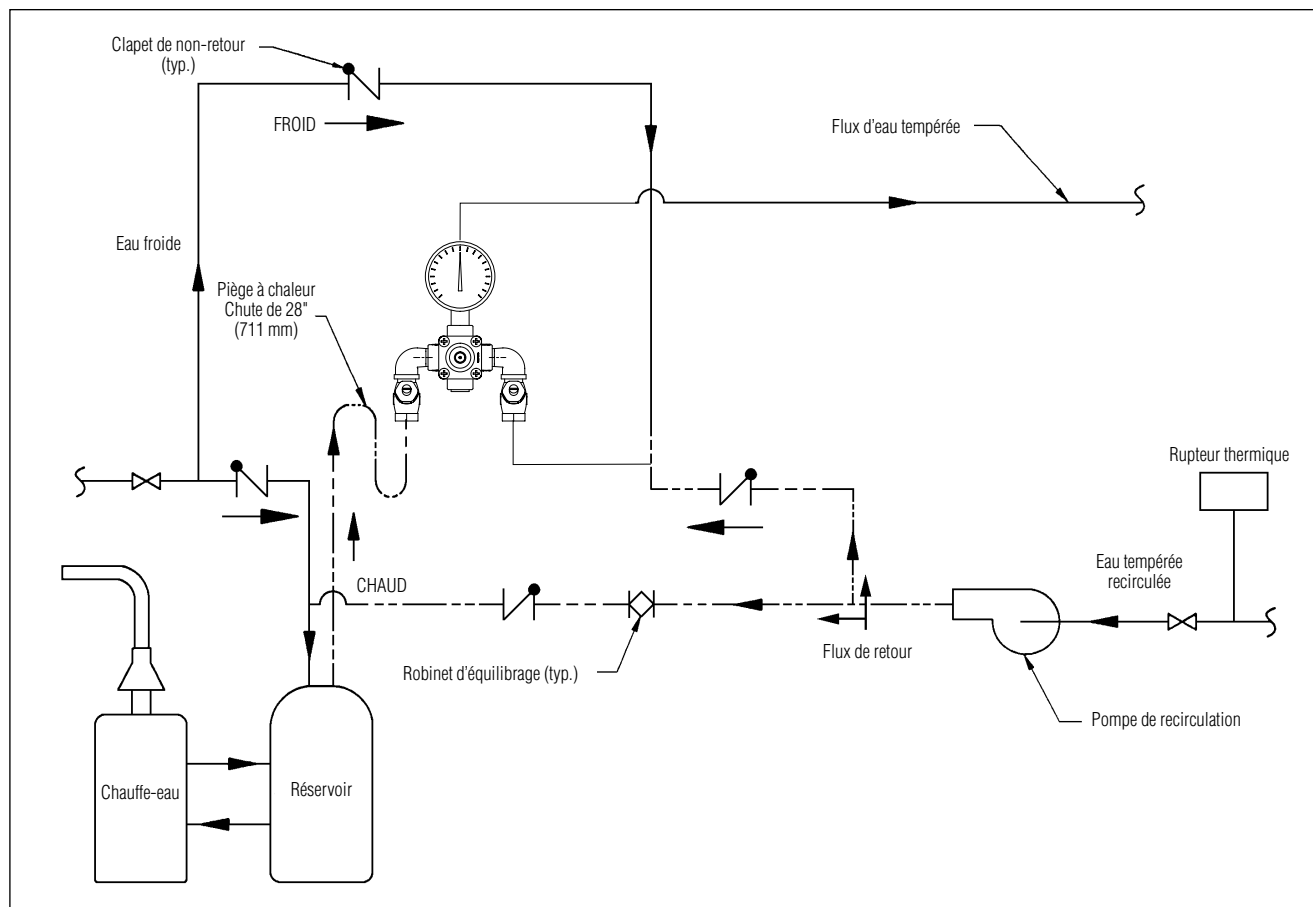 Clapet de non-retour
(typ.)
FROID
Flux d'eau tempérée
Eau froide
Piège à chaleur
Chute de 28"
(711 mm)
Rupteur thermique
Eau tempérée
recirculée
CHAUD
Flux de retour
Robinet d'équilibrage (typ.)
Pompe de recirculation
Chauffe-eau
Réservoir